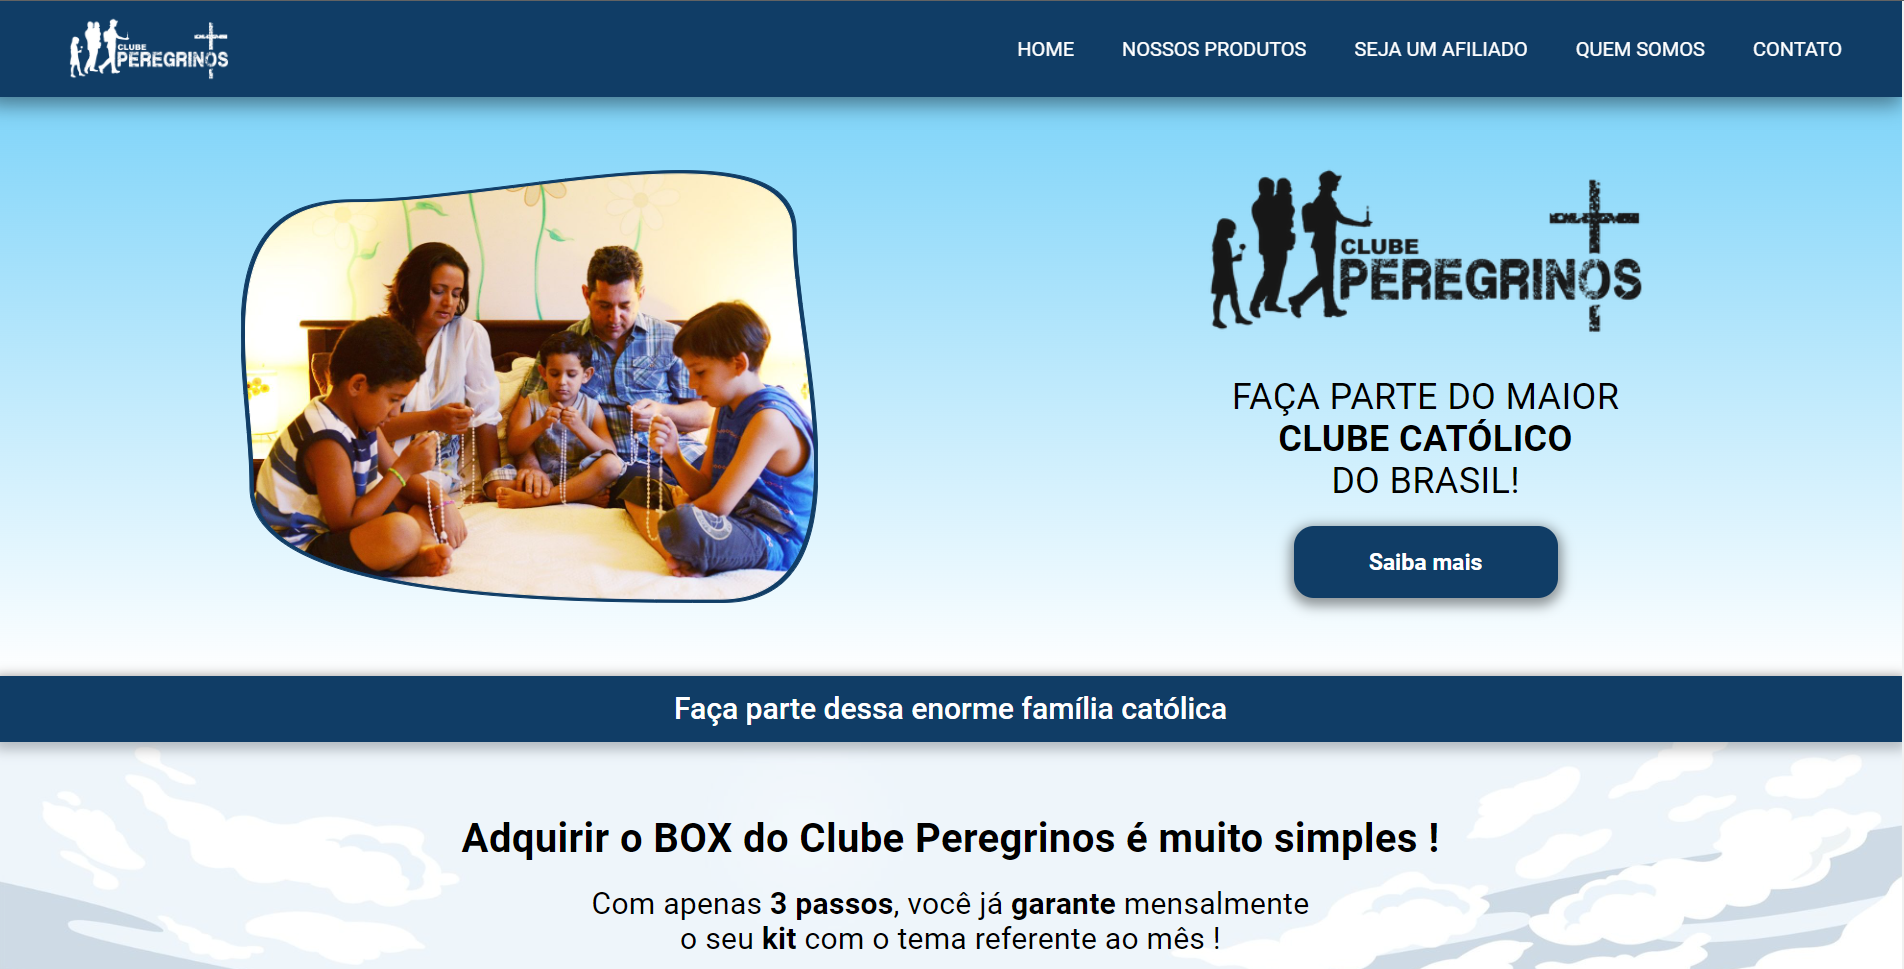 CLUBE
PEREGRINOS
HOME
NOSSOS PRODUTOS
SEJA UM AFILIADO
QUEM SOMOS
CONTATO
CLUBE
PEREGRINOS
FAÇA PARTE DO MAIOR
CLUBE CATÓLICO
DO BRASIL!
Saiba mais
Faça parte dessa enorme família católica
Adquirir o BOX do Clube Peregrinos é muito simples !
Com apenas 3 passos, você já garante mensalmente
o seu kit com o tema referente ao mês !